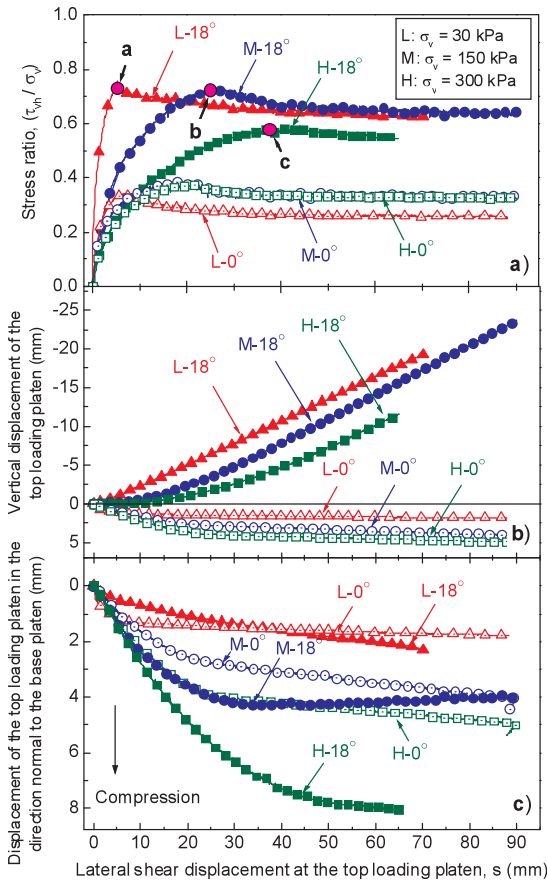 L: σv = 30 kPa
M: σv = 150 kPa
H: σv = 300 kPa
a
L-18°
M-18°
H-18°
b
c
Stress ratio, (τvh / σv)
1.0
0.8
0.6
0.4
0.2
0.0
L-0°
M-0°
H-0°
a)
Vertical displacement of the
top loading platen (mm)
-25
-20
-15
-10
-5
0
5
L-18°
M-18°
H-18°
L-0°
M-0°
H-0°
b)
Displacement of the top loading platen in the
direction normal to the base platen (mm)
0
2
4
6
8
L-0°
L-18°
M-0°
M-18°
H-18°
H-0°
Compression
c)
0 10 20 30 40 50 60 70 80 90
Lateral shear displacement at the top loading platen, s (mm)